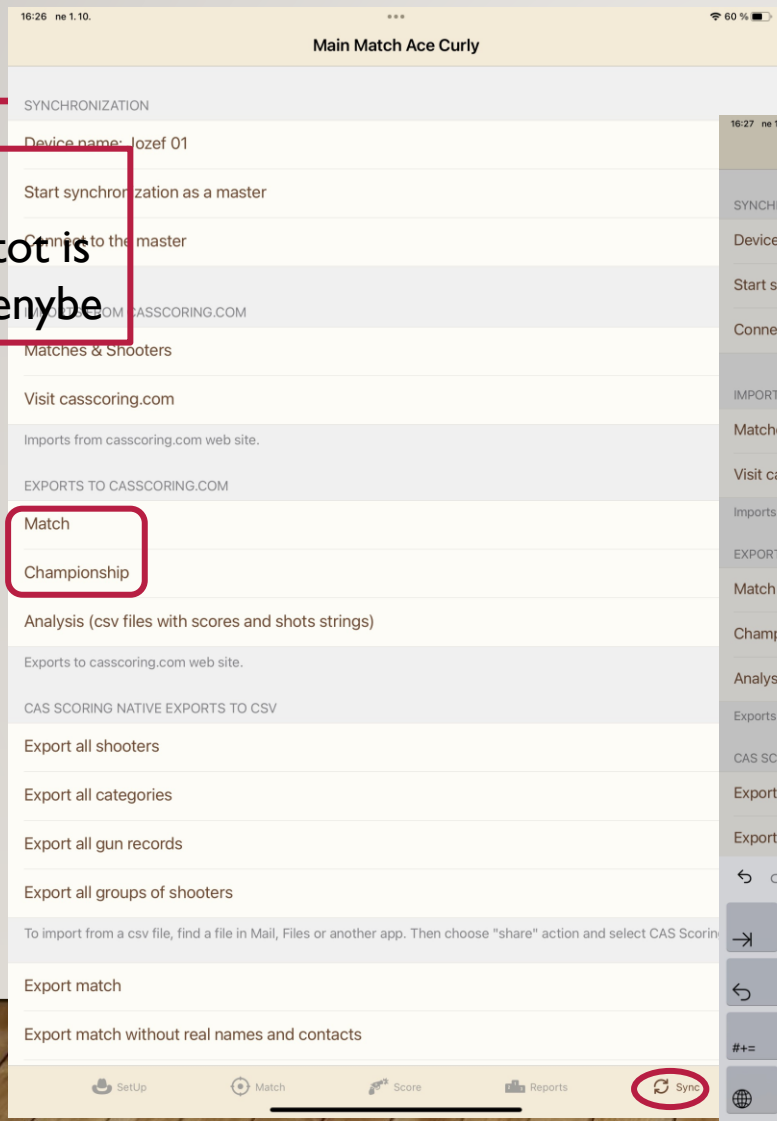 16:26 ne 1. 10.
60 %
Main Match Ace Curly
SYNCHRONIZATION
Device name: Jozef 01
Start synchronization as a master
Connect to the master
tot is
enybe
IMPORTS FROM CASSCORING.COM
Matches & Shooters
Visit casscoring.com
Imports from casscoring.com web site.
EXPORTS TO CASSCORING.COM
Match
Championship
Analysis (csv files with scores and shots strings)
Exports to casscoring.com web site.
CAS SCORING NATIVE EXPORTS TO CSV
Export all shooters
Export all categories
Export all gun records
Export all groups of shooters
To import from a csv file, find a file in Mail, Files or another app. Then choose "share" action and select CAS Scorin
Export match
Export match without real names and contacts
SetUp
Match
Score
Reports
Sync
16:27 ne 1
SYNCH
Device
Start s
Conne
IMPORT
Matche
Visit ca
Imports
EXPORT
Match
Champ
Analys
Exports
CAS SC
Export
Export
#+=